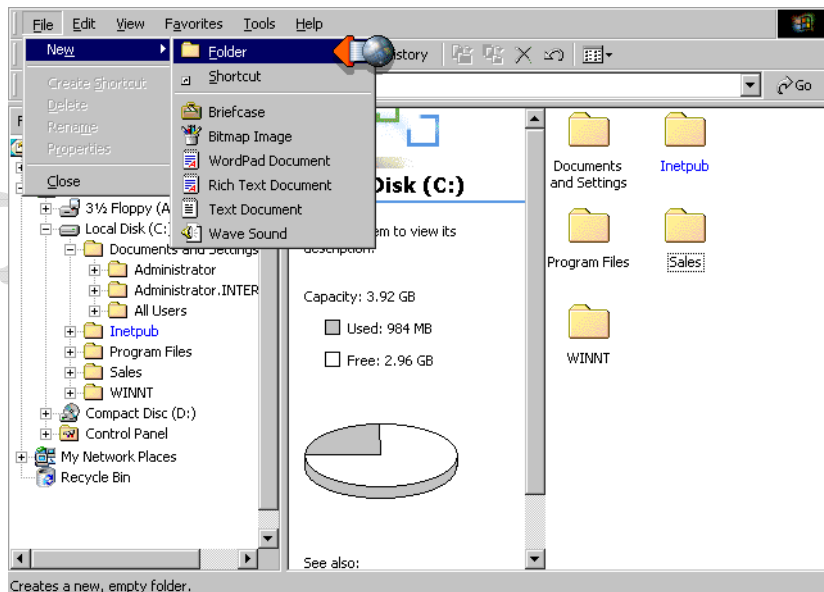 File Edit View Favorites Tools Help
New
Folder
istory
Shortcut
Go
Create Shortcut
Delete
Rename
Properties
Close
Briefcase
Bitmap Image
WordPad Document
Rich Text Document
Text Document
Wave Sound
Disk (C:)
em to view its
description.
Capacity: 3.92 GB
Used: 984 MB
Free: 2.96 GB
See also:
3½ Floppy (A
Local Disk (C:
Documents and Settings
Administrator
Administrator.INTER
All Users
Inetpub
Program Files
Sales
WINNT
Compact Disc (D:)
Control Panel
My Network Places
Recycle Bin
Documents
and Settings
Inetpub
Program Files
Sales
WINNT
Creates a new, empty folder.